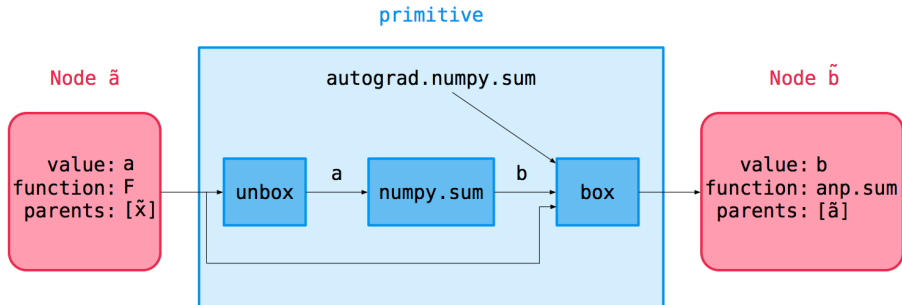 primitive
Node ã
Node b̃
autograd.numpy.sum
value: a
function: F
parents: [x̃]
unbox
a
numpy.sum
b
box
value: b
function: anp.sum
parents: [ã]